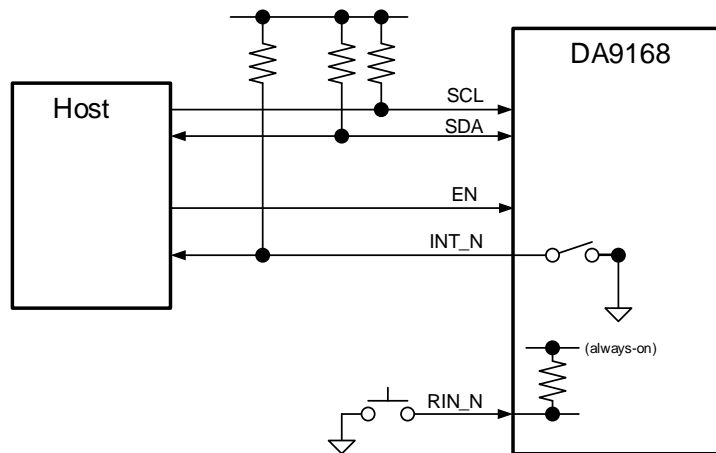 DA9168
Host
SCL
SDA
EN
INT_N
(always-on)
RIN_N